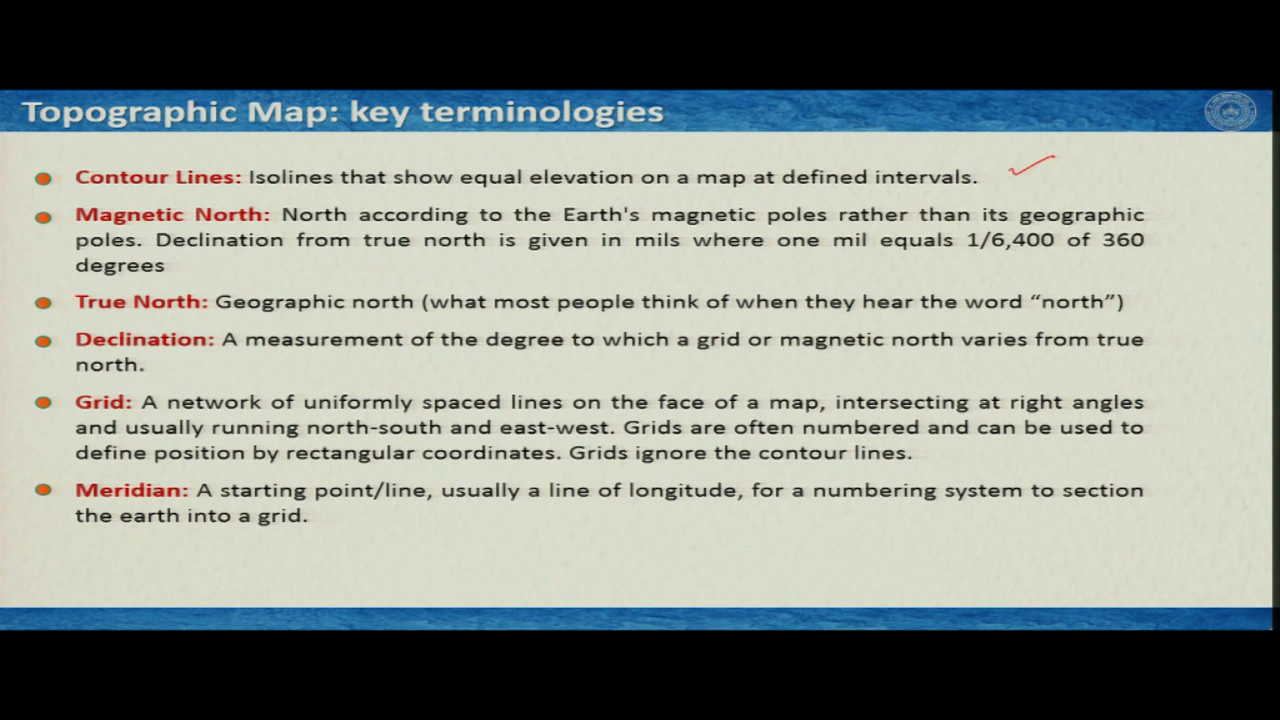 Topographic Map: key terminologies
Contour Lines: Isolines that show equal elevation on a map at defined intervals.
Magnetic North: North according to the Earth's magnetic poles rather than its geographic
poles. Declination from true north is given in mils where one mil equals 1/6,400 of 360
degrees
True North: Geographic north (what most people think of when they hear the word “north”)
Declination: A measurement of the degree to which a grid or magnetic north varies from true
north.
Grid: A network of uniformly spaced lines on the face of a map, intersecting at right angles
and usually running north-south and east-west. Grids are often numbered and can be used to
define position by rectangular coordinates. Grids ignore the contour lines.
Meridian: A starting point/line, usually a line of longitude, for a numbering system to section
the earth into a grid.